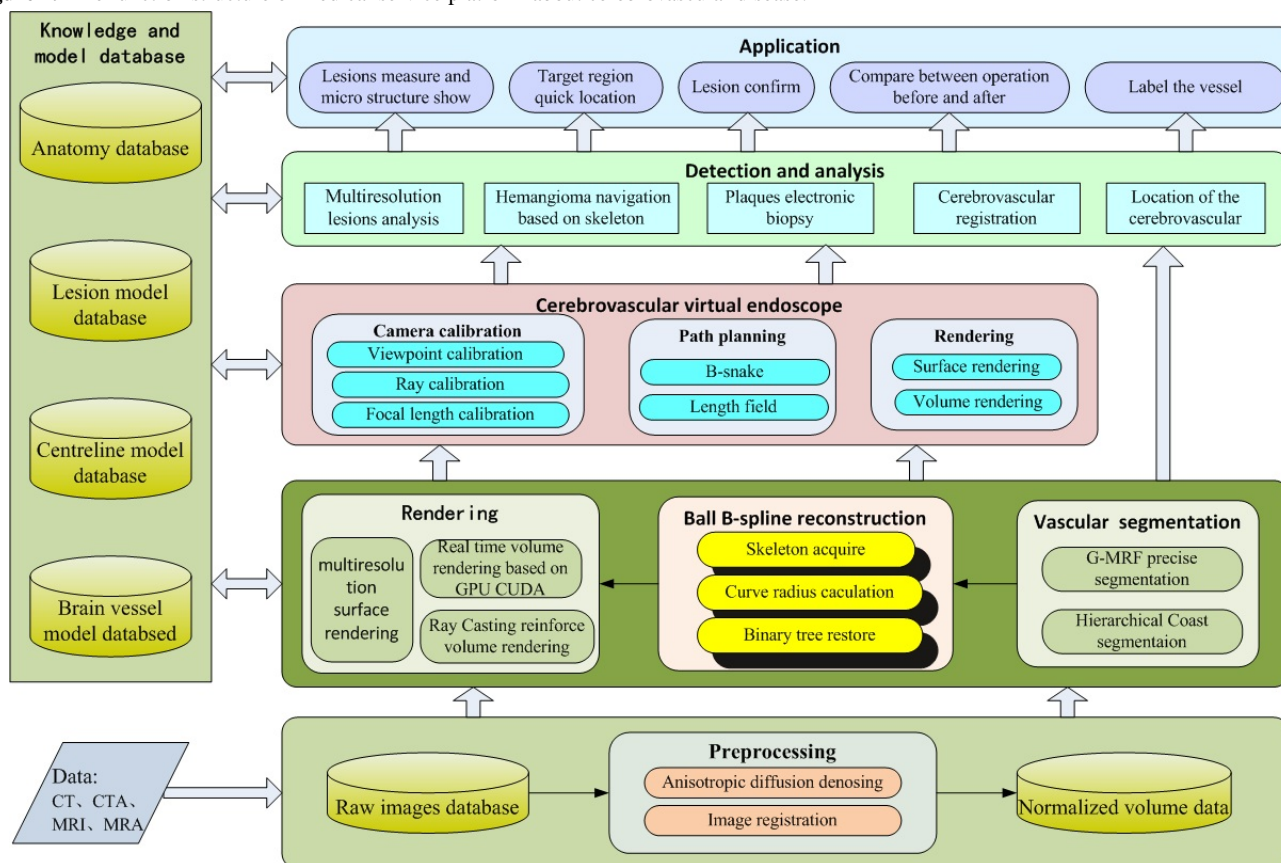 Knowledge and
model database
Anatomy database
Lesion model
database
Centreline model
database
Brain vessel
model databsed
Application
Lesions measure and
micro structure show
Target region
quick location
Lesion confirm
Compare between operation
before and after
Label the vessel
Detection and analysis
Multiresolution
lesions analysis
Hemangioma navigation
based on skeleton
Plaques electronic
biopsy
Cerebrovascular
registration
Location of the
cerebrovascular
Cerebrovascular virtual endoscope
Camera calibration
Viewpoint calibration
Ray calibration
Focal length calibration
Path planning
B-snake
Length field
Rendering
Surface rendering
Volume rendering
Rendering
multiresolu
tion
surface
rendering
Real time volume
rendering based on
GPU CUDA
Ray Casting reinforce
volume rendering
Ball B-spline reconstruction
Skeleton acquire
Curve radius caculation
Binary tree restore
Vascular segmentation
G-MRF precise
segmentation
Hierarchical Coast
segmentaion
Data:
CT、CTA、
MRI、MRA
Raw images database
Preprocessing
Anisotropic diffusion denosing
Image registration
Normalized volume data